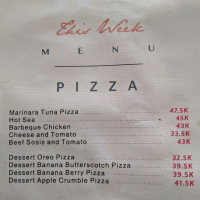 This Week
MENU
PIZZA
Marinara Tuna Pizza 47.5K
Hot Sea 45K
Barbeque Chicken 43K
Cheese and Tomato 33.5K
Beef Sosis and Tomato 43K
Dessert Oreo Pizza 32.5K
Dessert Banana Butterscotch Pizza 39.5K
Dessert Banana Berry Pizza 39.5K
Dessert Apple Crumble Pizza 41.5K